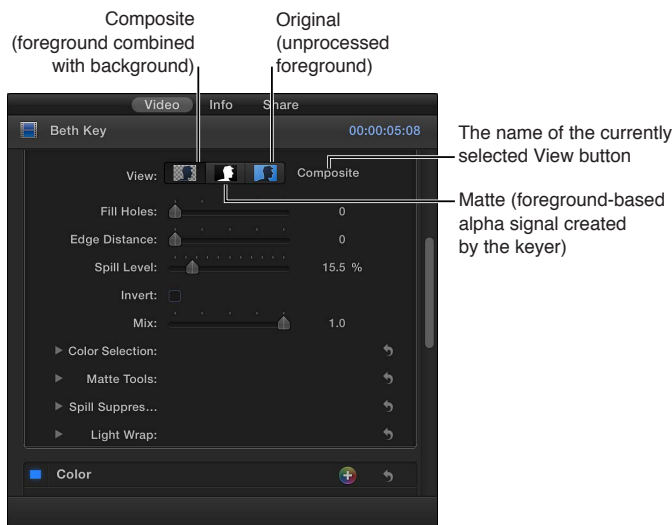 Composite
(foreground combined
with background)
Original
(unprocessed
foreground)
Video Info Share
Beth Key 00:00:05:08
The name of the currently
selected View button
View: Composite
Matte (foreground-based
alpha signal created
by the keyer)
Fill Holes: 0
Edge Distance: 0
Spill Level: 15.5 %
Invert:
Mix: 1.0
Color Selection:
Matte Tools:
Spill Suppres...
Light Wrap:
Color